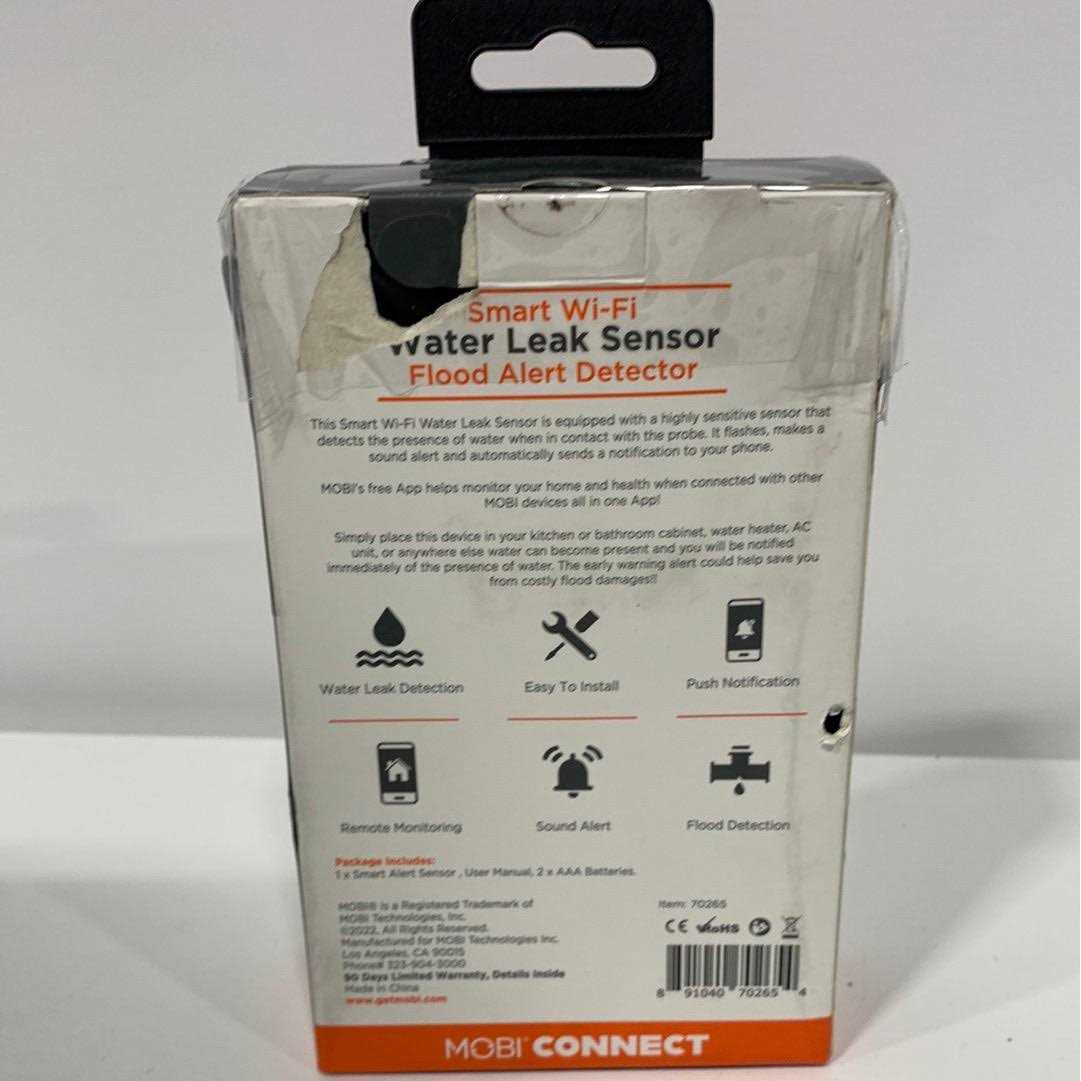 Smart Wi-Fi
Water Leak Sensor
Flood Alert Detector
This Smart Wi-Fi Water Leak Sensor is equipped with a highly sensitive sensor that
detects the presence of water when in contact with the probe. It flashes, makes a
sound alert and automatically sends a notification to your phone.
MOBI's free App helps monitor your home and health when connected with other
MOBI devices all in one App!
Simply place this device in your kitchen or bathroom cabinet, water heater, AC
unit, or anywhere else water can become present and you will be notified
immediately of the presence of water. The early warning alert could help save you
from costly flood damages!!
Water Leak Detection
Easy To Install
Push Notification
Remote Monitoring
Sound Alert
Flood Detection
Package Includes:
1 x Smart Alert Sensor , User Manual, 2 x AAA Batteries.
MOBI® is a Registered Trademark of
MOBI Technologies, Inc.
©2022, All Rights Reserved.
Manufactured for MOBI Technologies Inc.
Los Angeles, CA 90015
Phone# 323-904-3000
90 Days Limited Warranty, Details Inside
Made in China
www.getmobi.com
Item: 70265
CE RoHS
8 91040 70265 4
MOBI® CONNECT